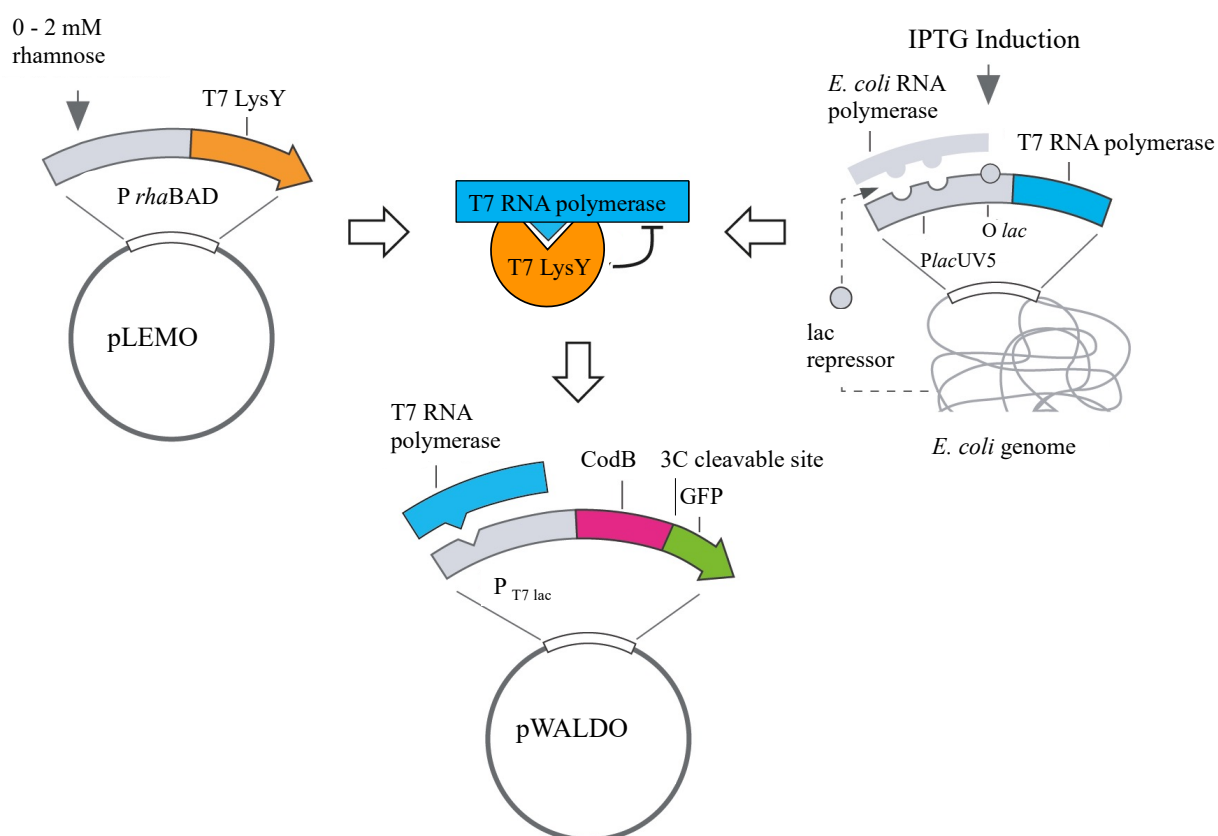 0 - 2 mM
rhamnose
T7 LysY
P rhaBAD
pLEMO
T7 RNA polymerase
T7 LysY
IPTG Induction
E. coli RNA
polymerase
T7 RNA polymerase
O lac
PlacUV5
lac
repressor
E. coli genome
T7 RNA
polymerase
CodB
3C cleavable site
GFP
P T7 lac
pWALDO